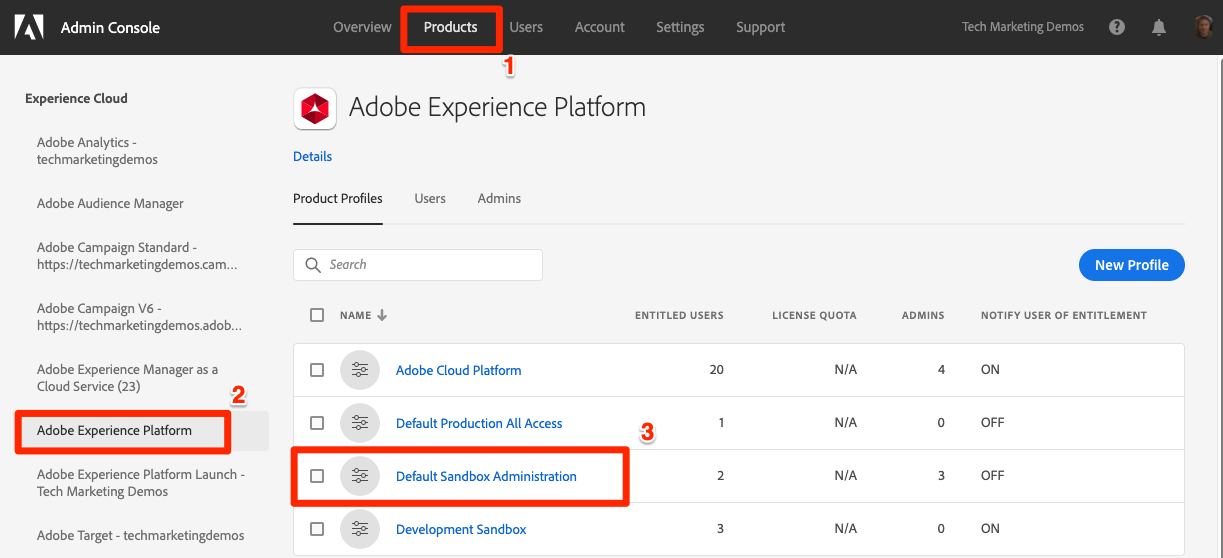 Admin Console
Overview Products Users Account Settings Support Tech Marketing Demos ?
1
Experience Cloud
Adobe Analytics -
techmarketingdemos
Adobe Audience Manager
Adobe Campaign Standard -
https://techmarketingdemos.cam...
Adobe Campaign V6 -
https://techmarketingdemos.adob...
Adobe Experience Manager as a
Cloud Service (23)
2
Adobe Experience Platform
Adobe Experience Platform Launch -
Tech Marketing Demos
Adobe Target - techmarketingdemos
Adobe Experience Platform
Details
Product Profiles Users Admins
Search
New Profile
NAME ENTITLED USERS LICENSE QUOTA ADMINS NOTIFY USER OF ENTITLEMENT
Adobe Cloud Platform 20 N/A 4 ON
Default Production All Access 1 N/A 0 OFF
3
Default Sandbox Administration 2 N/A 3 OFF
Development Sandbox 3 N/A 0 ON